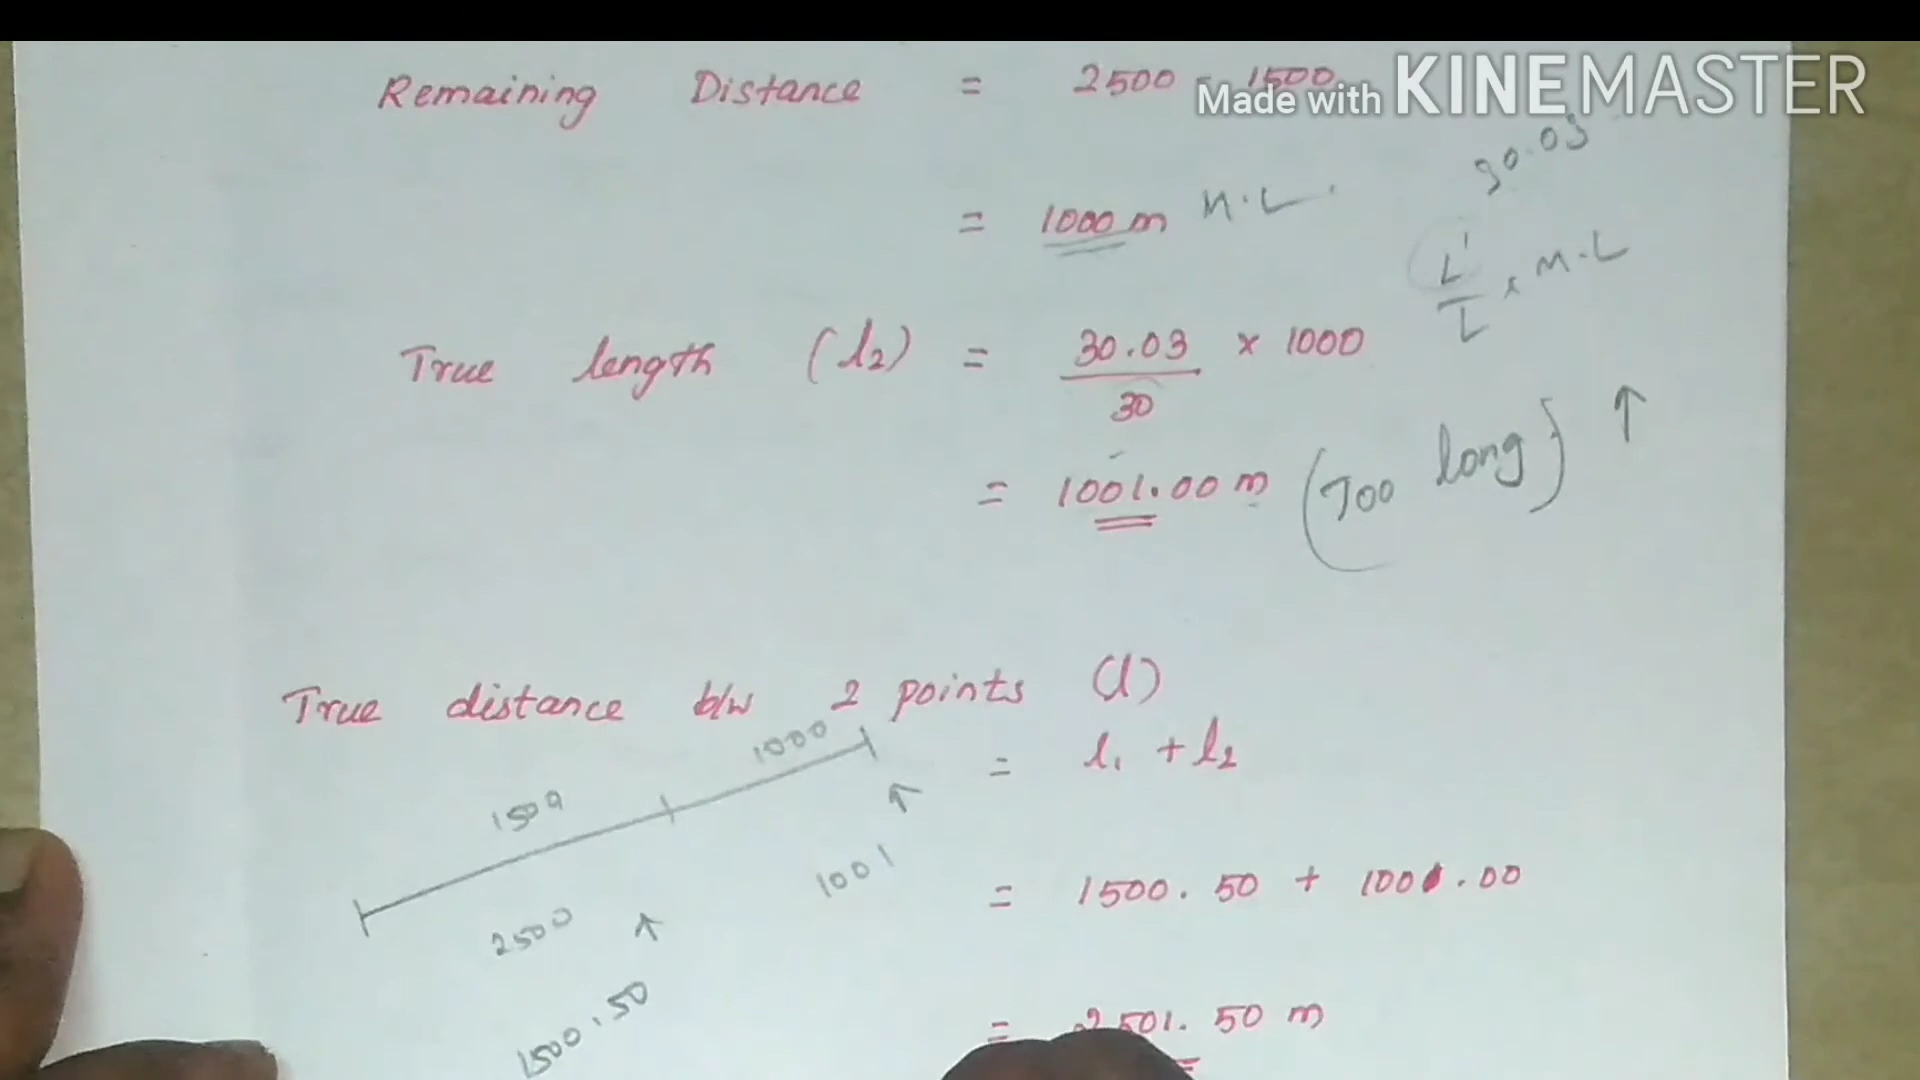 Remaining Distance = 2500 - 1500
Made with KINEMASTER
30.03
= 1000 m M.L
L'/L x M.L
True length (l2) = 30.03/30 x 1000
= 1001.00 m (Too long) ↑
True distance b/w 2 points (l)
1000
= l1 + l2
1500
1001 ↑
= 1500.50 + 1001.00
2500 ↑
1500.50
= 2501.50 m